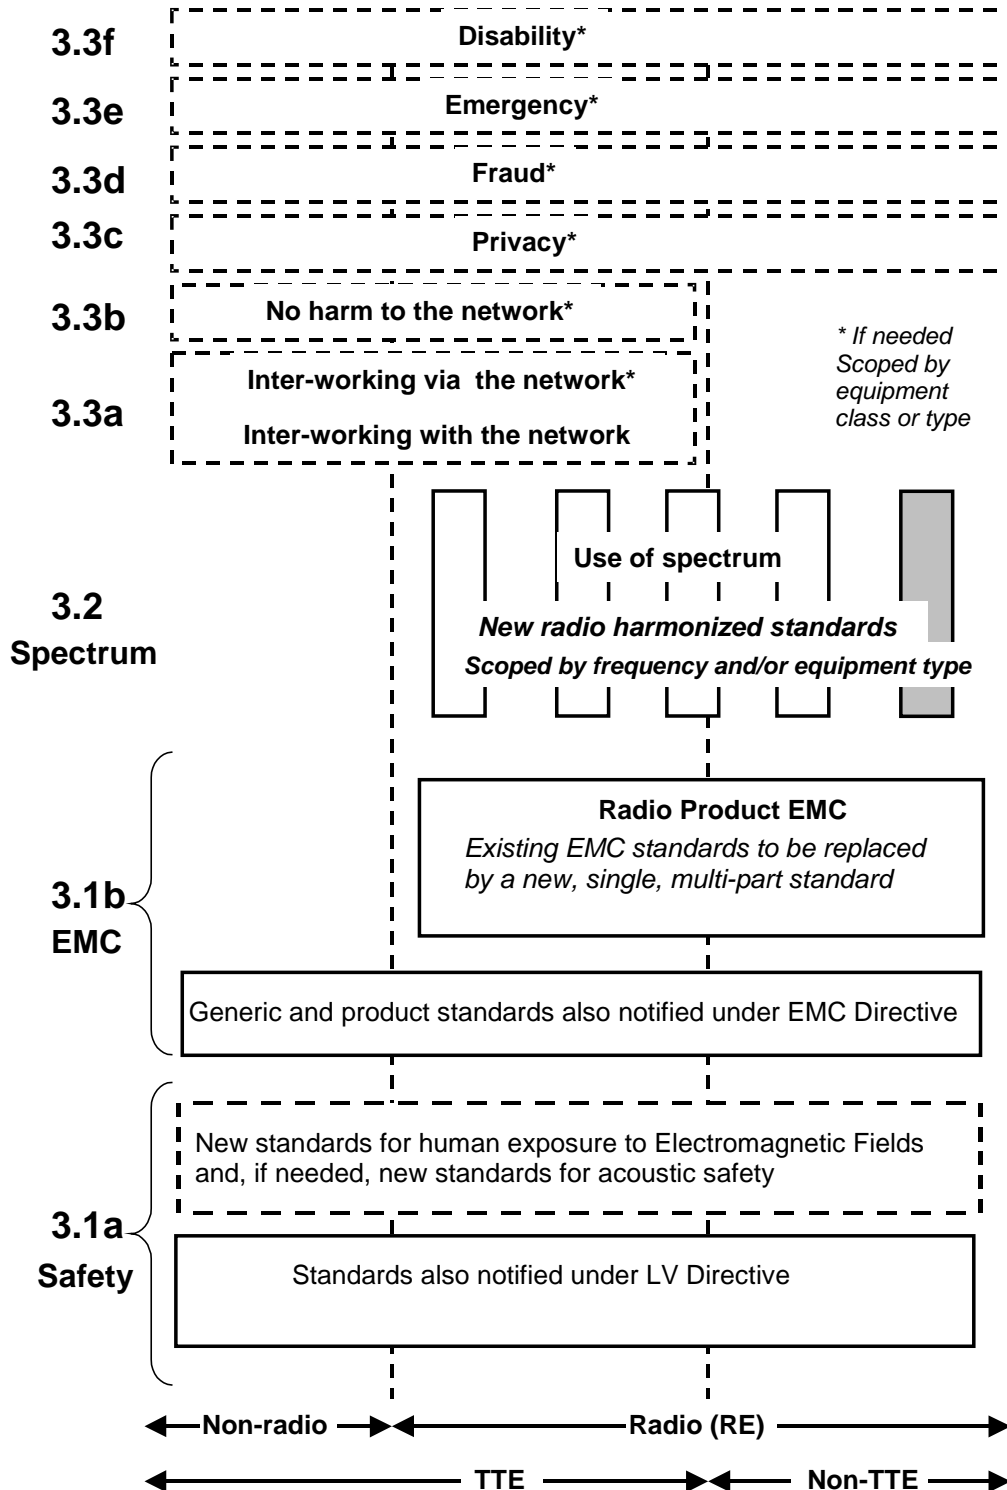 3.3f
Disability*
3.3e
Emergency*
3.3d
Fraud*
3.3c
Privacy*
3.3b
No harm to the network*
* If needed
Scoped by
equipment
class or type
3.3a
Inter-working via the network*
Inter-working with the network
3.2
Spectrum
Use of spectrum
New radio harmonized standards
Scoped by frequency and/or equipment type
3.1b
EMC
Radio Product EMC
Existing EMC standards to be replaced
by a new, single, multi-part standard
Generic and product standards also notified under EMC Directive
3.1a
Safety
New standards for human exposure to Electromagnetic Fields
and, if needed, new standards for acoustic safety
Standards also notified under LV Directive
Non-radio
Radio (RE)
TTE
Non-TTE